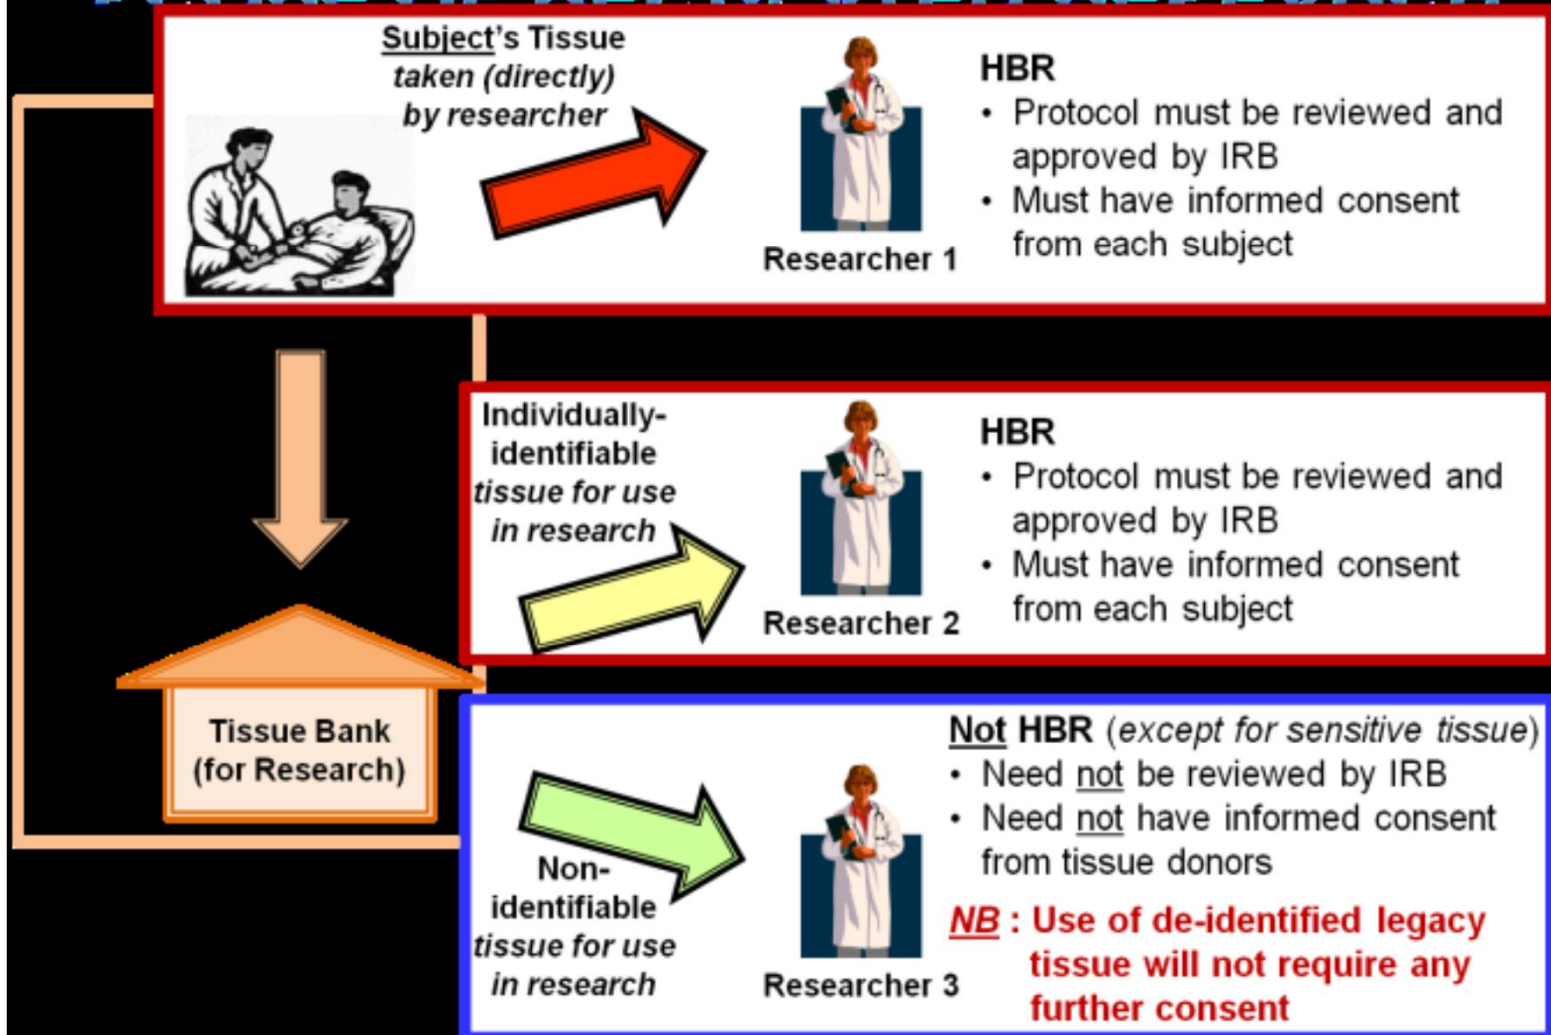 Subject's Tissue
taken (directly)
by researcher
Researcher 1
HBR
• Protocol must be reviewed and
approved by IRB
• Must have informed consent
from each subject
Individually-
identifiable
tissue for use
in research
Researcher 2
HBR
• Protocol must be reviewed and
approved by IRB
• Must have informed consent
from each subject
Tissue Bank
(for Research)
Non-
identifiable
tissue for use
in research
Researcher 3
Not HBR (except for sensitive tissue)
• Need not be reviewed by IRB
• Need not have informed consent
from tissue donors
NB : Use of de-identified legacy
tissue will not require any
further consent